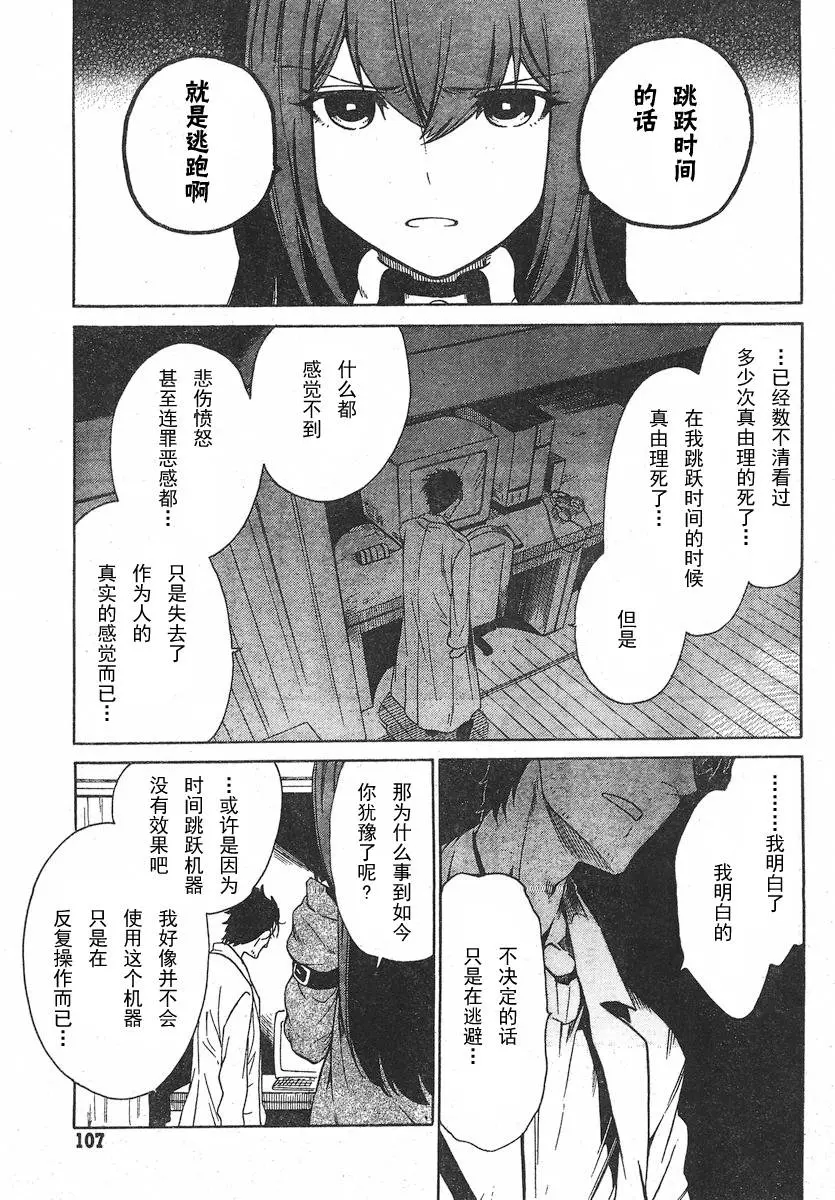 跳跃时间
的话
就是逃跑啊
…已经数不清看过
多少次真由理的死了…
在我跳跃时间的时候
真由理死了…
但是
什么都
感觉不到
悲伤愤怒
甚至连罪恶感都…
只是失去了
作为人的
真实的感觉而已…
………我明白了
我明白的
不决定的话
只是在逃避…
那为什么事到如今
你犹豫了呢?
…或许是因为
时间跳跃机器
没有效果吧
我好像并不会
使用这个机器
只是在
反复操作而已…
107